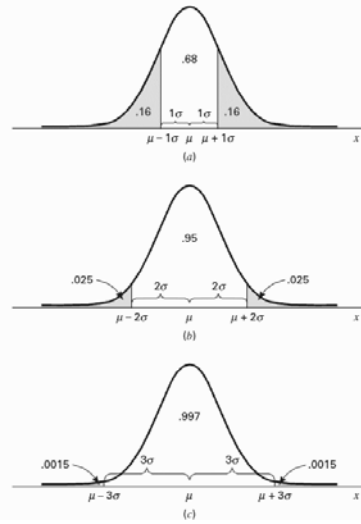 .68
.16 1σ 1σ .16
μ − 1σ μ μ + 1σ x
(a)
.95
.025 .025
2σ 2σ
μ − 2σ μ μ + 2σ x
(b)
.997
.0015 3σ 3σ .0015
μ − 3σ μ μ + 3σ x
(c)